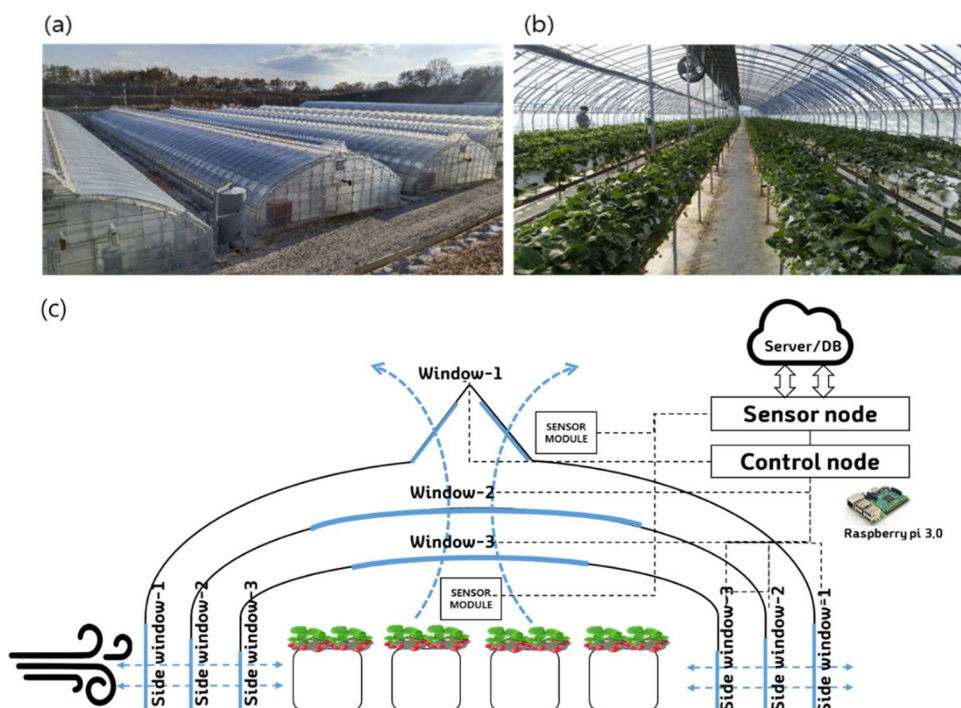 (a)
(b)
(c)
Server/DB
Window-1
Sensor node
SENSOR
MODULE
Control node
Window-2
Raspberry pi 3,0
Window-3
SENSOR
MODULE
Side window-1
Side window-2
Side window-3
Side window-3
Side window-2
Side window-1